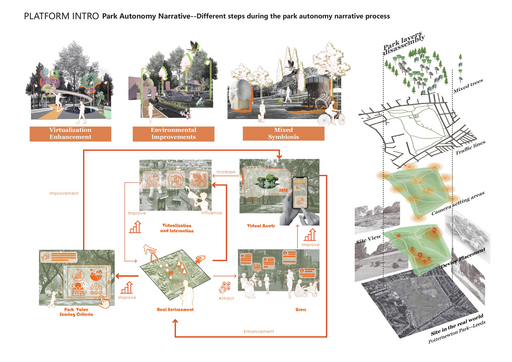 PLATFORM INTRO Park Autonomy Narrative--Different steps during the park autonomy narrative process
Park layers
disassembly
Mixed trees
Virtualization
Enhancement
Environmental
Improvements
Mixed
Symbiosis
Traffic lines
Improvement
Increase
Camera setting areas
Improve
Enhance
Virtualization
and Interaction
Virtual Assets
Site View
Improve
Device Placement
Improve
Attract
Park Value
Scoring Criteria
Real Environment
Users
Enhancement
Site in the real world
Potternewton Park--Leeds